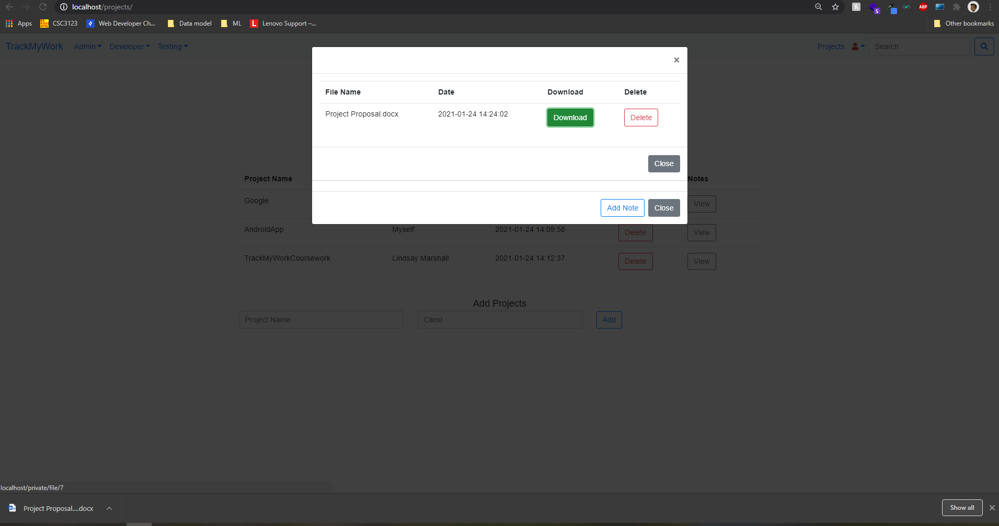 localhost/projects/
5
ABP
Apps
CSC3123
Web Developer Ch...
Data model
ML
L
Lenovo Support –...
Other bookmarks
TrackMyWork Admin Developer Testing
Projects
Search
×
File Name Date Download Delete
Project Proposal.docx 2021-01-24 14:24:02 Download Delete
Close
Project Name Notes
Google View
Add Note Close
AndroidApp Myself 2021-01-24 14:09:58 Delete View
TrackMyWorkCoursework Lindsay Marshall 2021-01-24 14:12:37 Delete View
Add Projects
Project Name Client Add
localhost/private/file/7
Project Proposal....docx
Show all